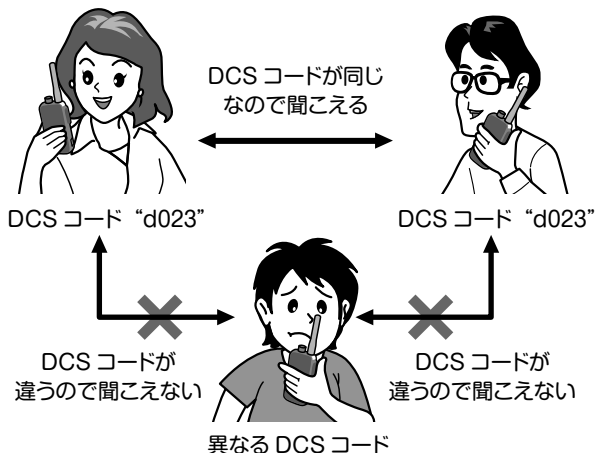 DCS コードが同じ
なので聞こえる
DCS コード “d023”
DCS コード “d023”
DCS コードが
違うので聞こえない
DCS コードが
違うので聞こえない
異なる DCS コード